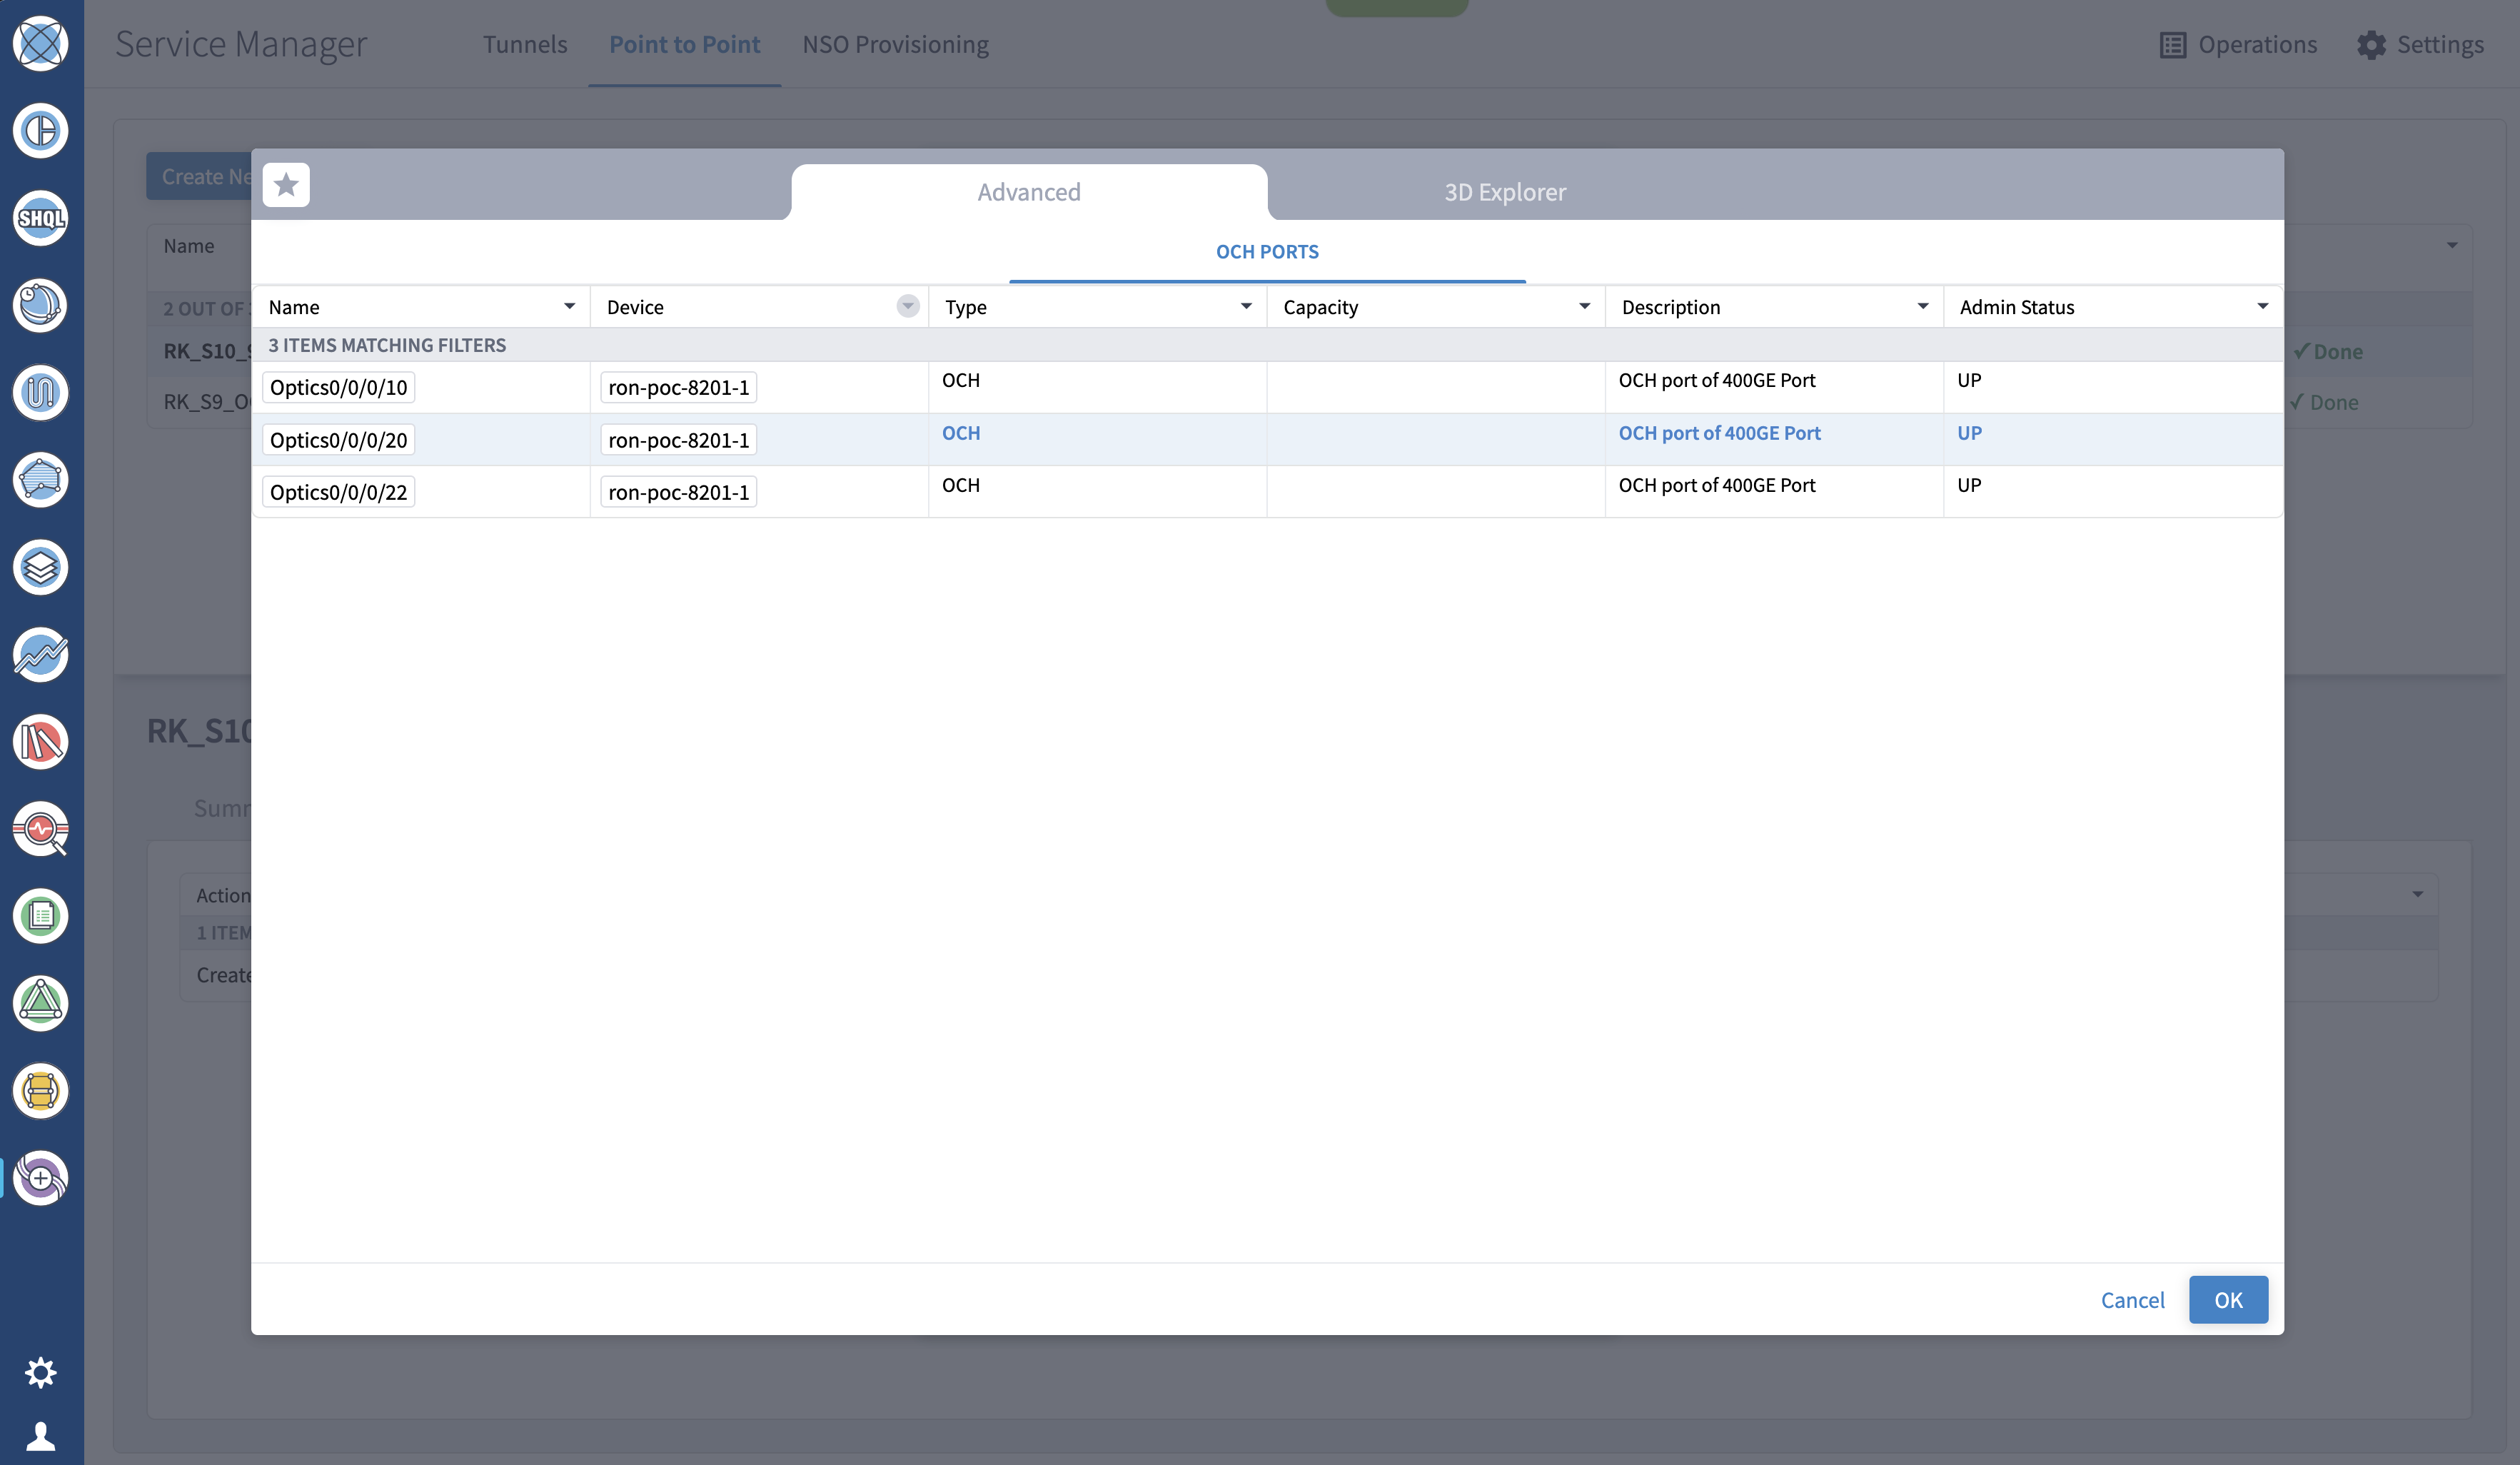 Service Manager
Tunnels
Point to Point
NSO Provisioning
Operations
Settings
SHQL
Create Ne
Name
2 OUT OF
RK_S10_
RK_S9_O
Done
Done
Advanced
3D Explorer
OCH PORTS
Name Device Type Capacity Description Admin Status
3 ITEMS MATCHING FILTERS
Optics0/0/0/10 ron-poc-8201-1 OCH OCH port of 400GE Port UP
Optics0/0/0/20 ron-poc-8201-1 OCH OCH port of 400GE Port UP
Optics0/0/0/22 ron-poc-8201-1 OCH OCH port of 400GE Port UP
RK_S10
Summ
Action
1 ITEM
Create
Cancel
OK